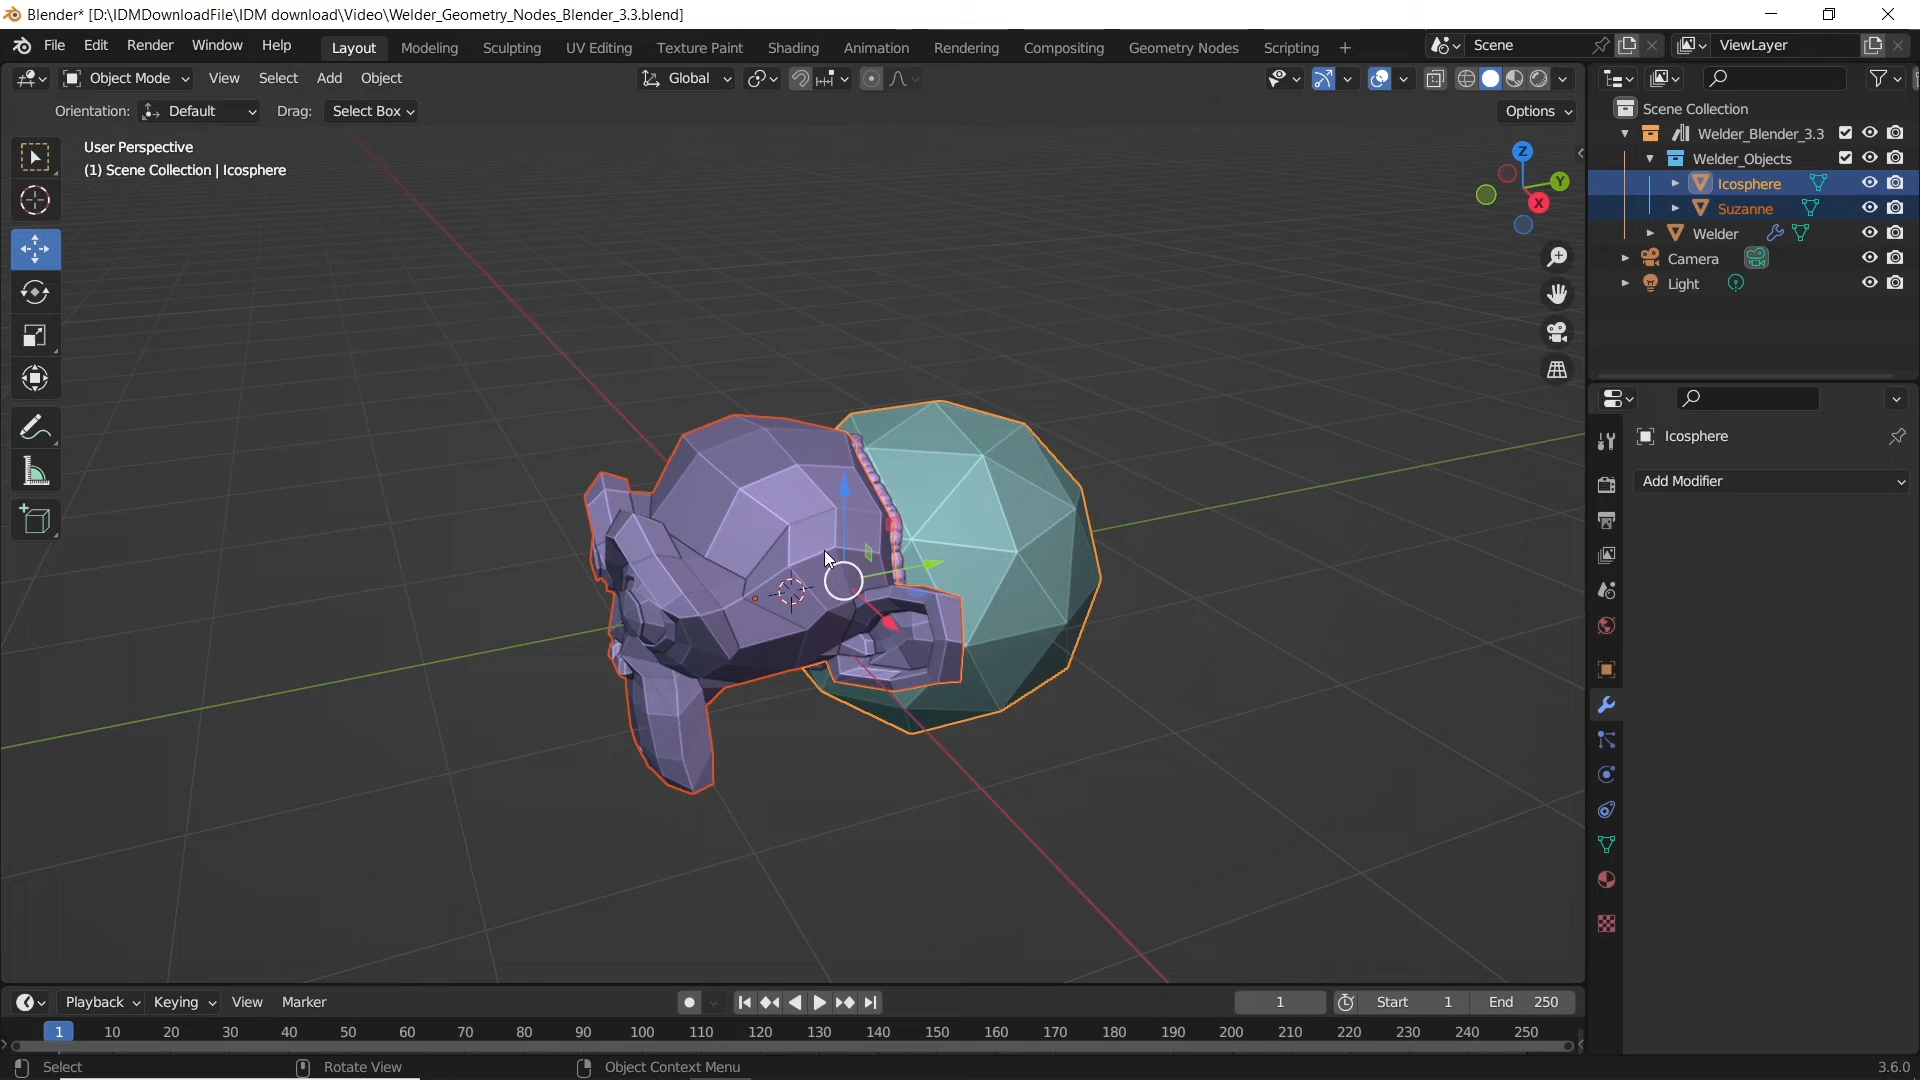 Blender* [D:\IDMDownloadFile\IDM download\Video\Welder_Geometry_Nodes_Blender_3.3.blend]
File Edit Render Window Help Layout Modeling Sculpting UV Editing Texture Paint Shading Animation Rendering Compositing Geometry Nodes Scripting + Scene ViewLayer
Object Mode View Select Add Object Global
Orientation: Default Drag: Select Box Options
User Perspective
(1) Scene Collection | Icosphere
Z
Y
X
Scene Collection
Welder_Blender_3.3
Welder_Objects
Icosphere
Suzanne
Welder
Camera
Light
Icosphere
Add Modifier
Playback Keying View Marker 1 Start 1 End 250
1 10 20 30 40 50 60 70 80 90 100 110 120 130 140 150 160 170 180 190 200 210 220 230 240 250
Select Rotate View Object Context Menu 3.6.0